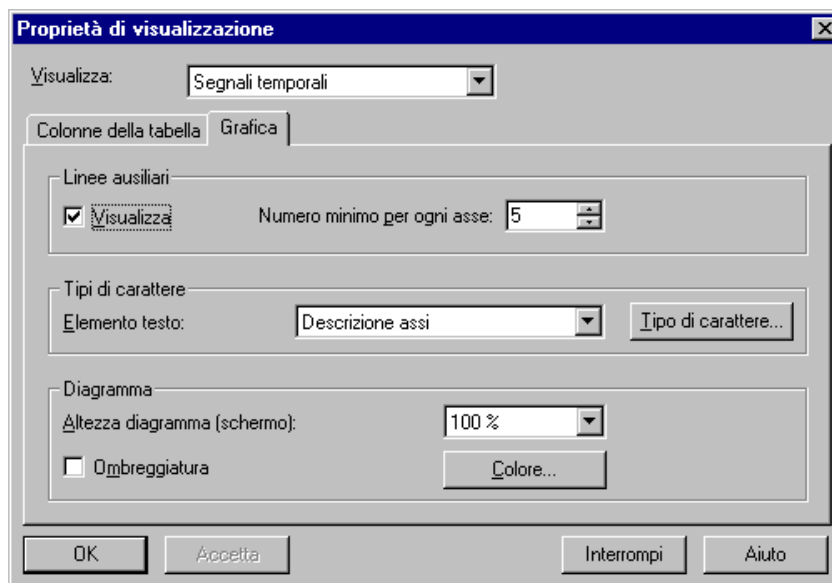 Proprietà di visualizzazione
Visualizza: Segnali temporali
Colonne della tabella Grafica
Linee ausiliari
Visualizza Numero minimo per ogni asse: 5
Tipi di carattere
Elemento testo: Descrizione assi Tipo di carattere...
Diagramma
Altezza diagramma (schermo): 100 %
Ombreggiatura Colore...
OK Accetta Interrompi Aiuto